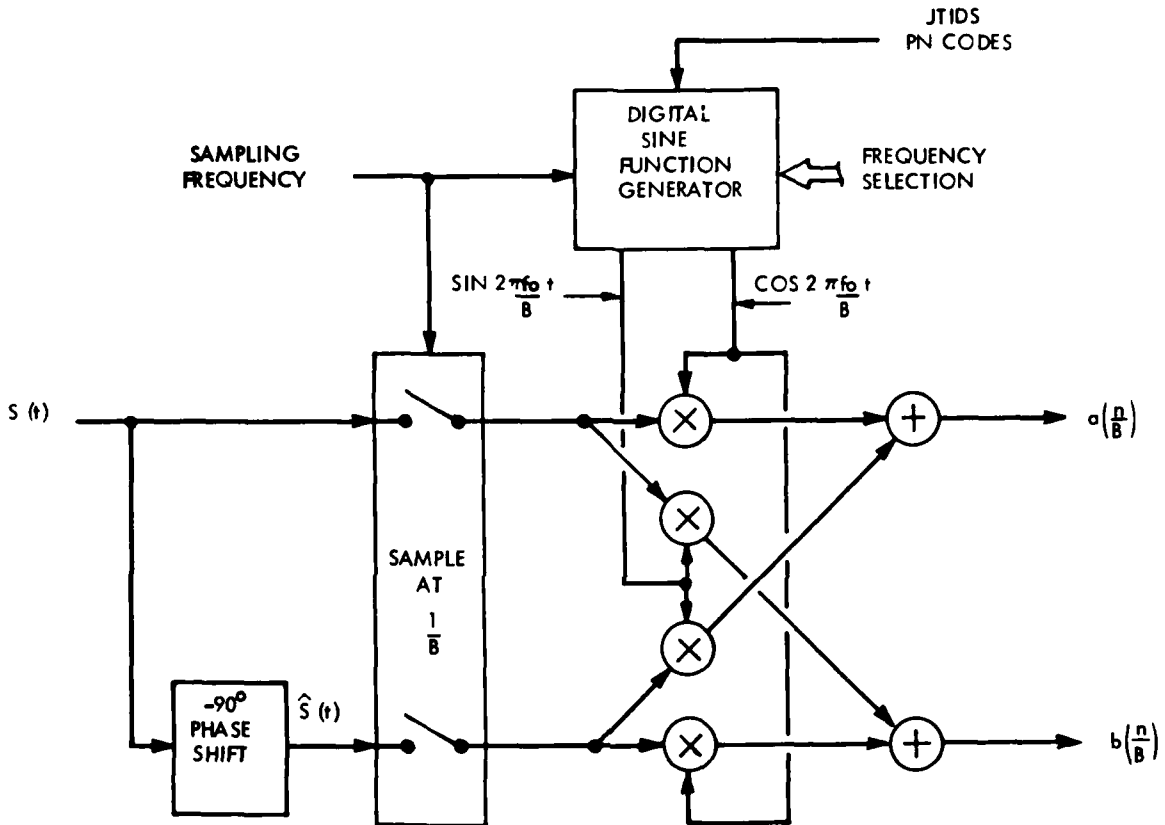 JTIDS
PN CODES
DIGITAL
SINE
FUNCTION
GENERATOR
SAMPLING
FREQUENCY
FREQUENCY
SELECTION
SIN 2 πfo t
B
COS 2 πfo t
B
S (t)
a(n/B)
SAMPLE
AT
1
B
-90°
PHASE
SHIFT
Ŝ (t)
b(n/B)
×
×
×
×
+
+